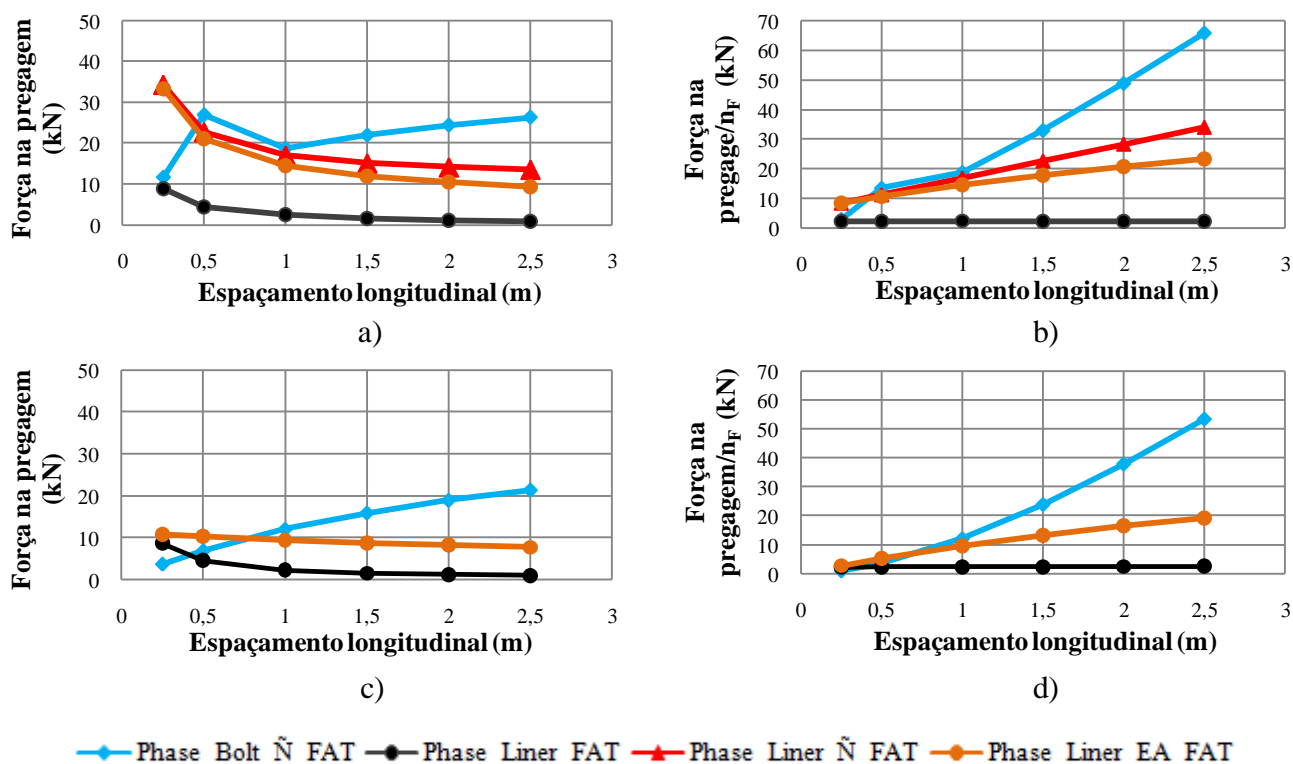 50
40
30
20
10
0
Força na pregagem
(kN)
0 0,5 1 1,5 2 2,5 3
Espaçamento longitudinal (m)
a)
70
60
50
40
30
20
10
0
Força na
pregage/nF (kN)
0 0,5 1 1,5 2 2,5 3
Espaçamento longitudinal (m)
b)
50
40
30
20
10
0
Força na pregagem
(kN)
0 0,5 1 1,5 2 2,5 3
Espaçamento longitudinal (m)
c)
70
60
50
40
30
20
10
0
Força na
pregagem/nF (kN)
0 0,5 1 1,5 2 2,5 3
Espaçamento longitudinal (m)
d)
Phase Bolt Ñ FAT Phase Liner FAT Phase Liner Ñ FAT Phase Liner EA FAT